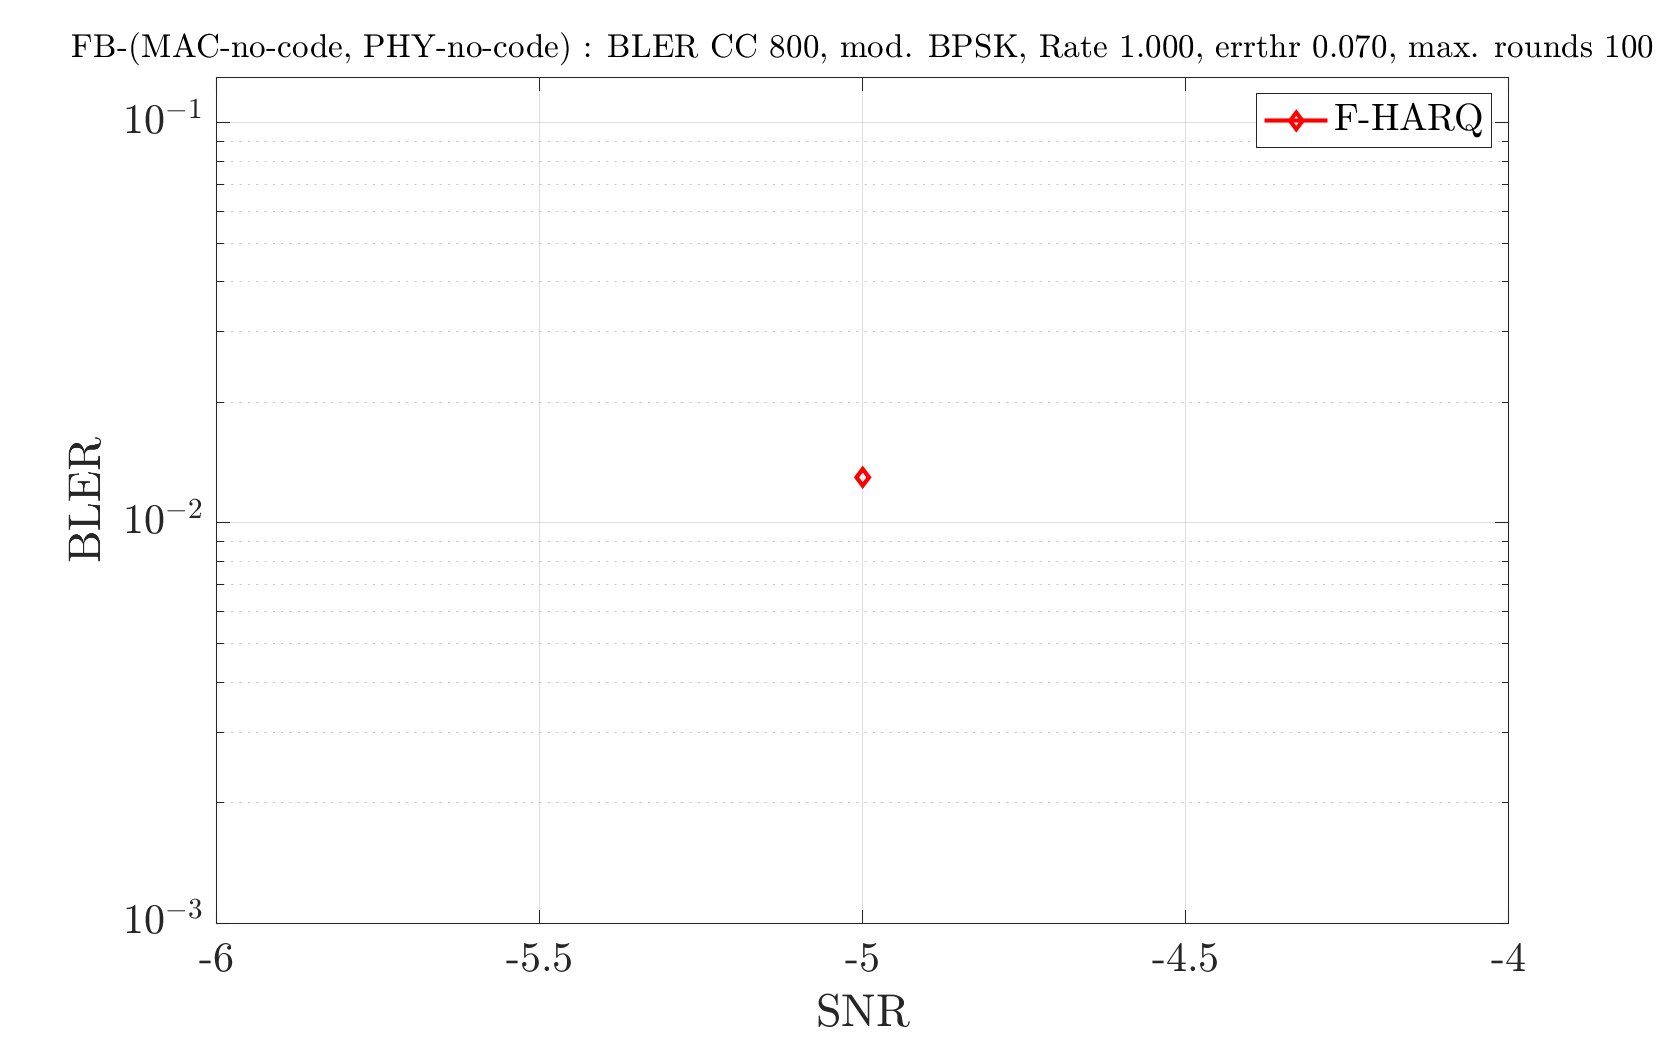 FB-(MAC-no-code, PHY-no-code) : BLER CC 800, mod. BPSK, Rate 1.000, errthr 0.070, max. rounds 100
F-HARQ
10⁻¹
10⁻²
10⁻³
BLER
-6 -5.5 -5 -4.5 -4
SNR